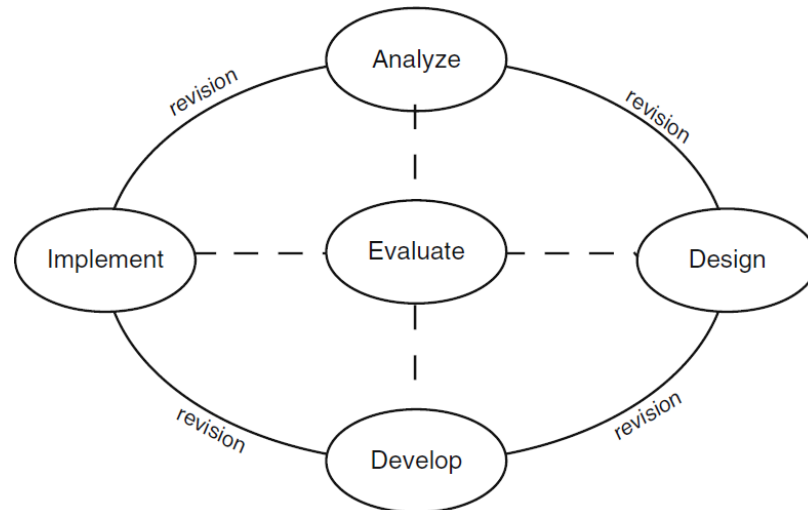 Analyze
revision
revision
Implement
Evaluate
Design
revision
revision
Develop